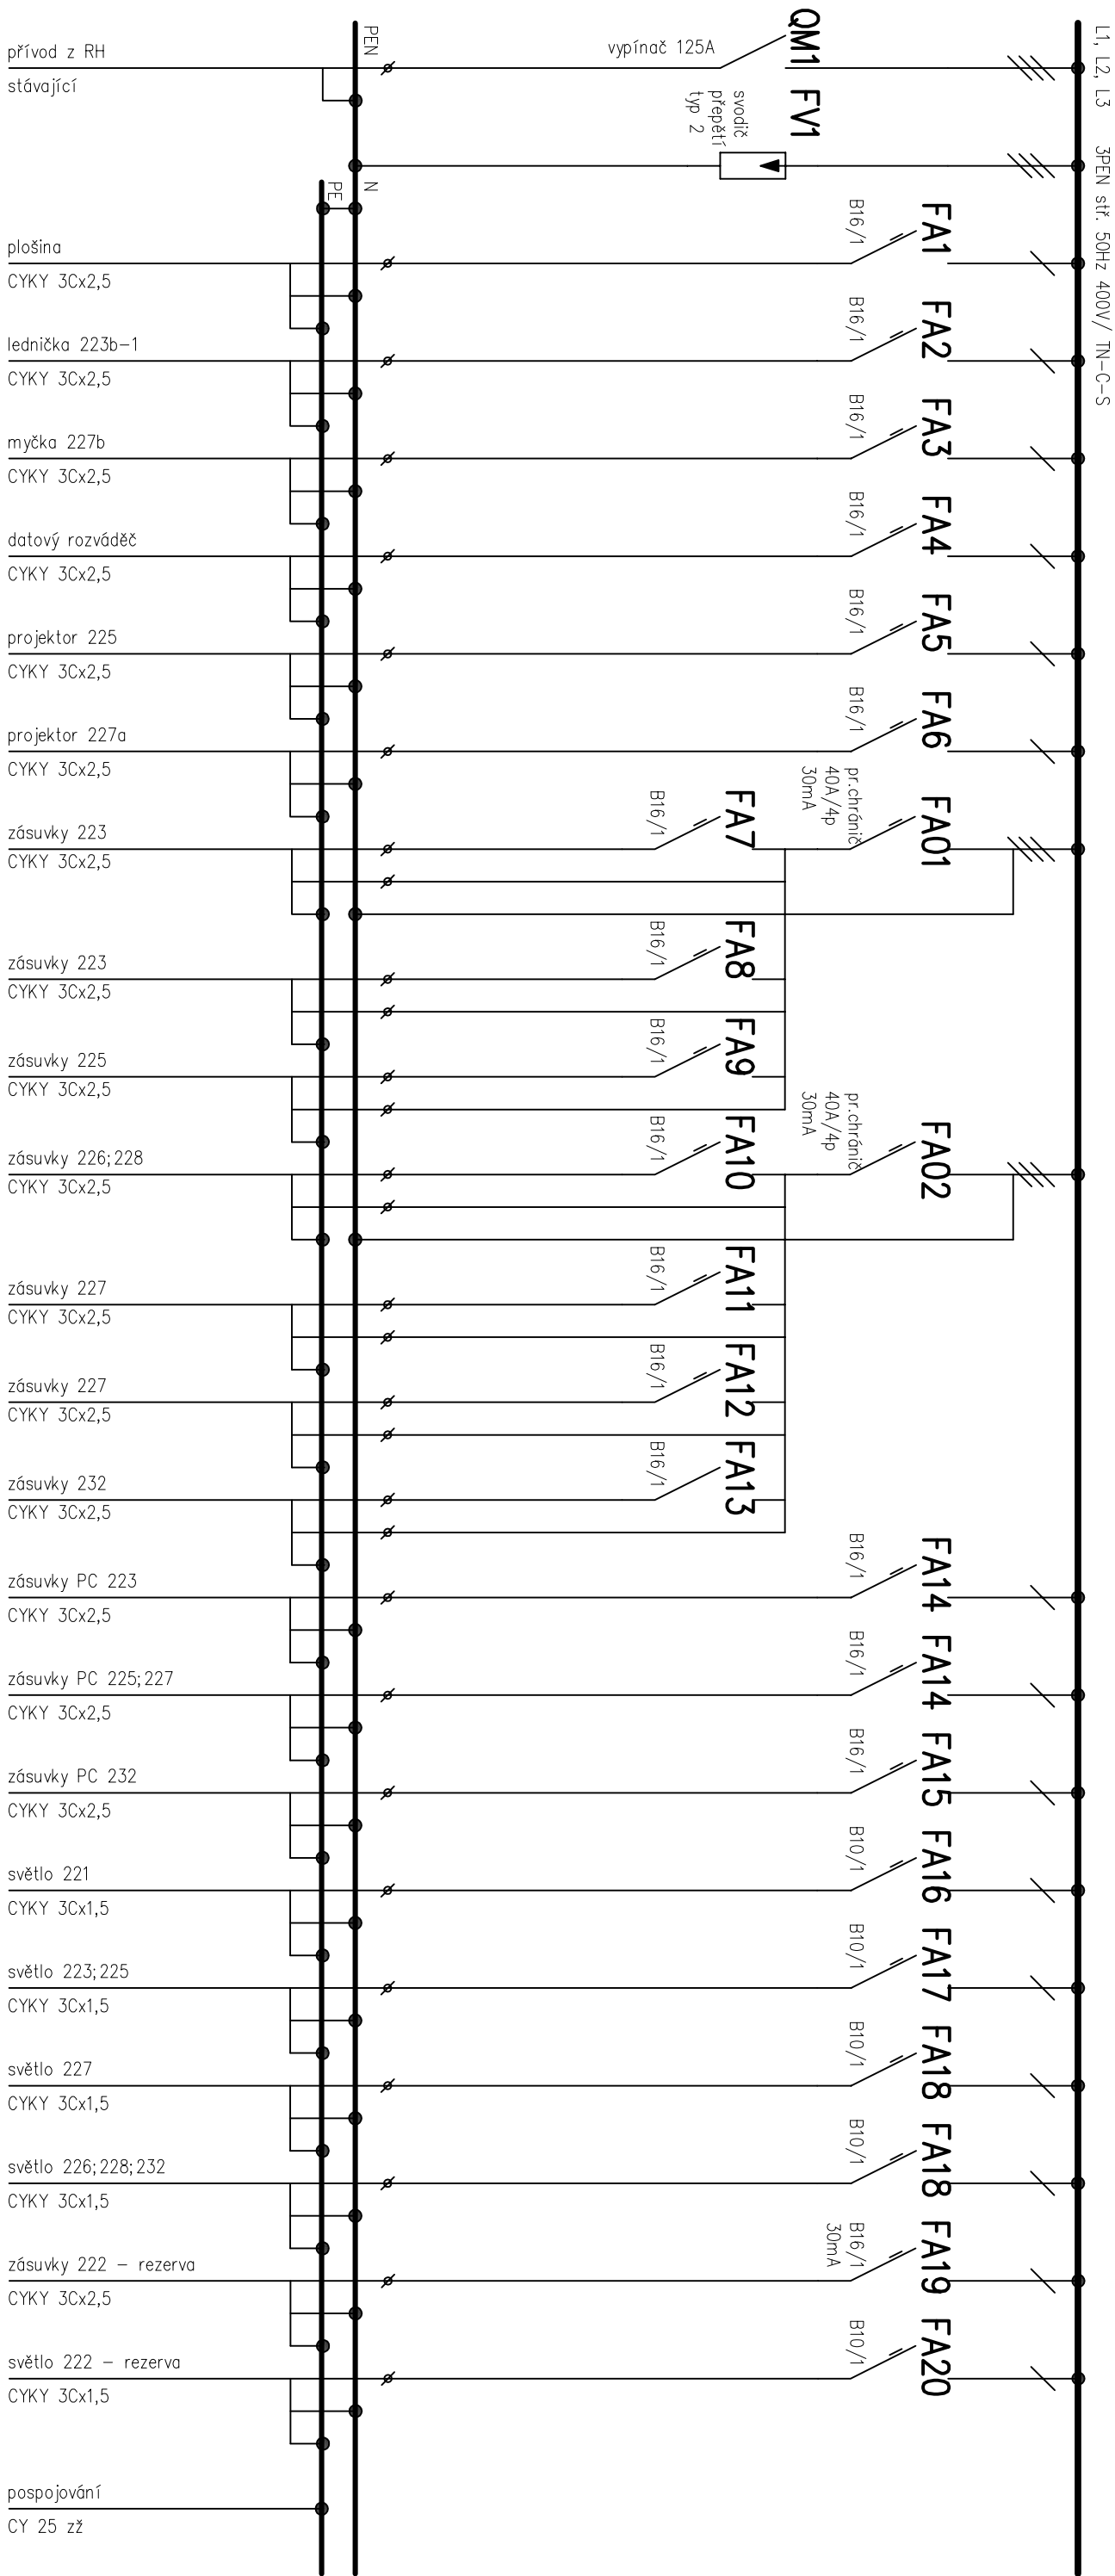 L1, L2, L3
3PEN stř. 50Hz 400V/ TN-C-S
přívod z RH
stávající
PEN
vypínač 125A
QM1
FV1
svodič
přepětí
typ 2
N
PE
plošina
CYKY 3Cx2,5
B16/1
FA1
lednička 223b-1
CYKY 3Cx2,5
B16/1
FA2
myčka 227b
CYKY 3Cx2,5
B16/1
FA3
datový rozváděč
CYKY 3Cx2,5
B16/1
FA4
projektor 225
CYKY 3Cx2,5
B16/1
FA5
projektor 227a
CYKY 3Cx2,5
B16/1
FA6
zásuvky 223
CYKY 3Cx2,5
B16/1
FA7
pr.chránič
40A/4p
30mA
FA01
zásuvky 223
CYKY 3Cx2,5
B16/1
FA8
zásuvky 225
CYKY 3Cx2,5
B16/1
FA9
zásuvky 226;228
CYKY 3Cx2,5
B16/1
FA10
pr.chránič
40A/4p
30mA
FA02
zásuvky 227
CYKY 3Cx2,5
B16/1
FA11
zásuvky 227
CYKY 3Cx2,5
B16/1
FA12
zásuvky 232
CYKY 3Cx2,5
B16/1
FA13
zásuvky PC 223
CYKY 3Cx2,5
B16/1
FA14
zásuvky PC 225;227
CYKY 3Cx2,5
B16/1
FA14
zásuvky PC 232
CYKY 3Cx2,5
B16/1
FA15
světlo 221
CYKY 3Cx1,5
B10/1
FA16
světlo 223;225
CYKY 3Cx1,5
B10/1
FA17
světlo 227
CYKY 3Cx1,5
B10/1
FA18
světlo 226;228;232
CYKY 3Cx1,5
B10/1
FA18
zásuvky 222 – rezerva
CYKY 3Cx2,5
B16/1
30mA
FA19
světlo 222 – rezerva
CYKY 3Cx1,5
B10/1
FA20
pospojování
CY 25 zž